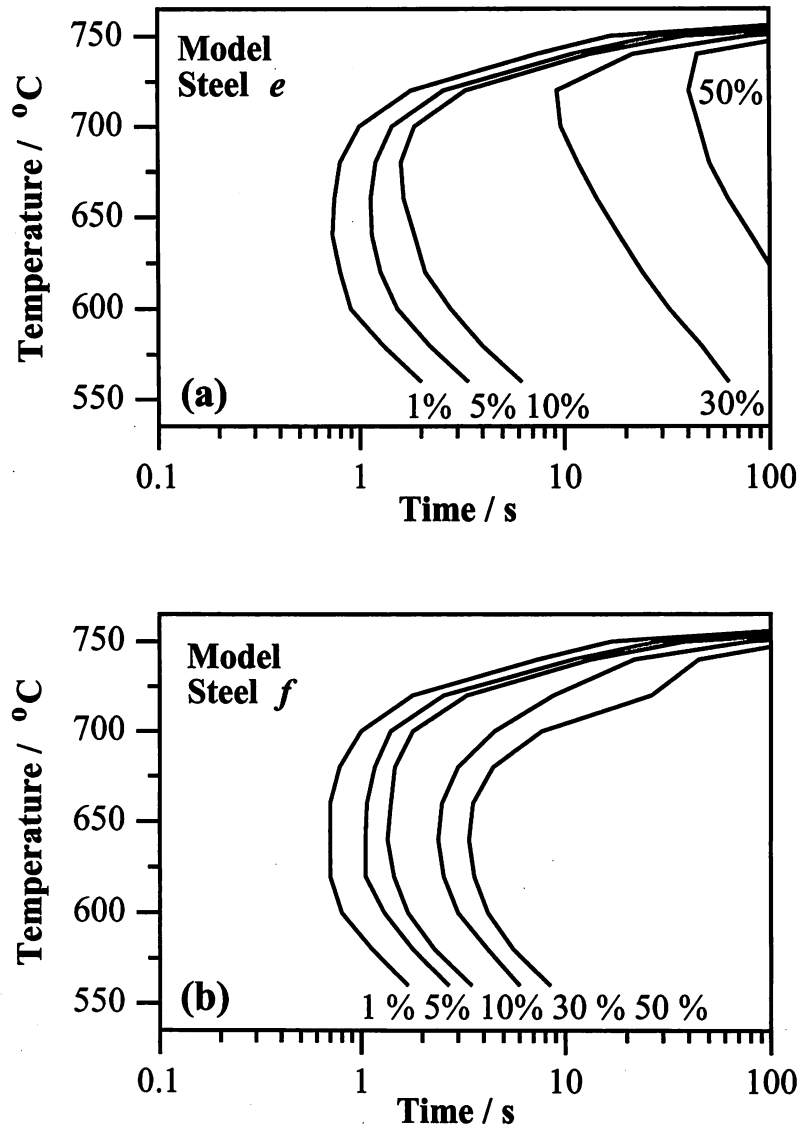 Model
Steel e
750
700
650
600
550
Temperature / °C
50%
(a)
1% 5% 10% 30%
0.1 1 10 100
Time / s
Model
Steel f
750
700
650
600
550
Temperature / °C
(b)
1 % 5% 10% 30 % 50 %
0.1 1 10 100
Time / s